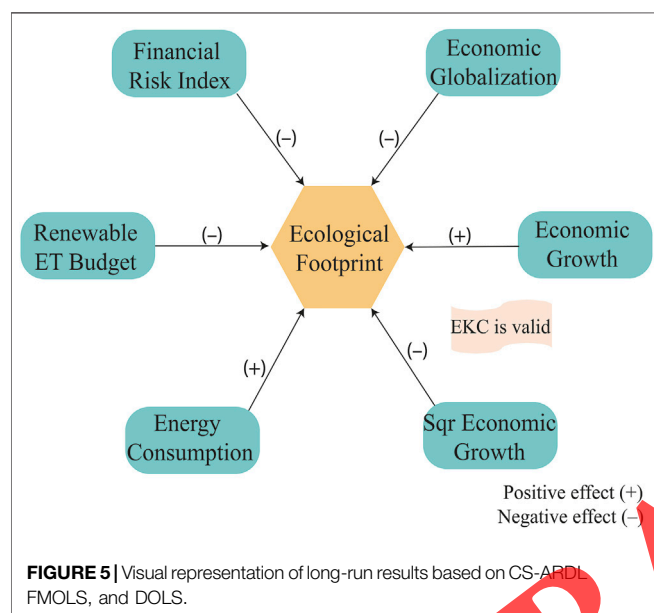 Financial
Risk Index
Economic
Globalization
(−)
(−)
Renewable
ET Budget
(−)
Ecological
Footprint
(+)
Economic
Growth
EKC is valid
(+)
(−)
Energy
Consumption
Sqr Economic
Growth
Positive effect (+)
Negative effect (−)
FIGURE 5 | Visual representation of long-run results based on CS-ARDL
FMOLS, and DOLS.